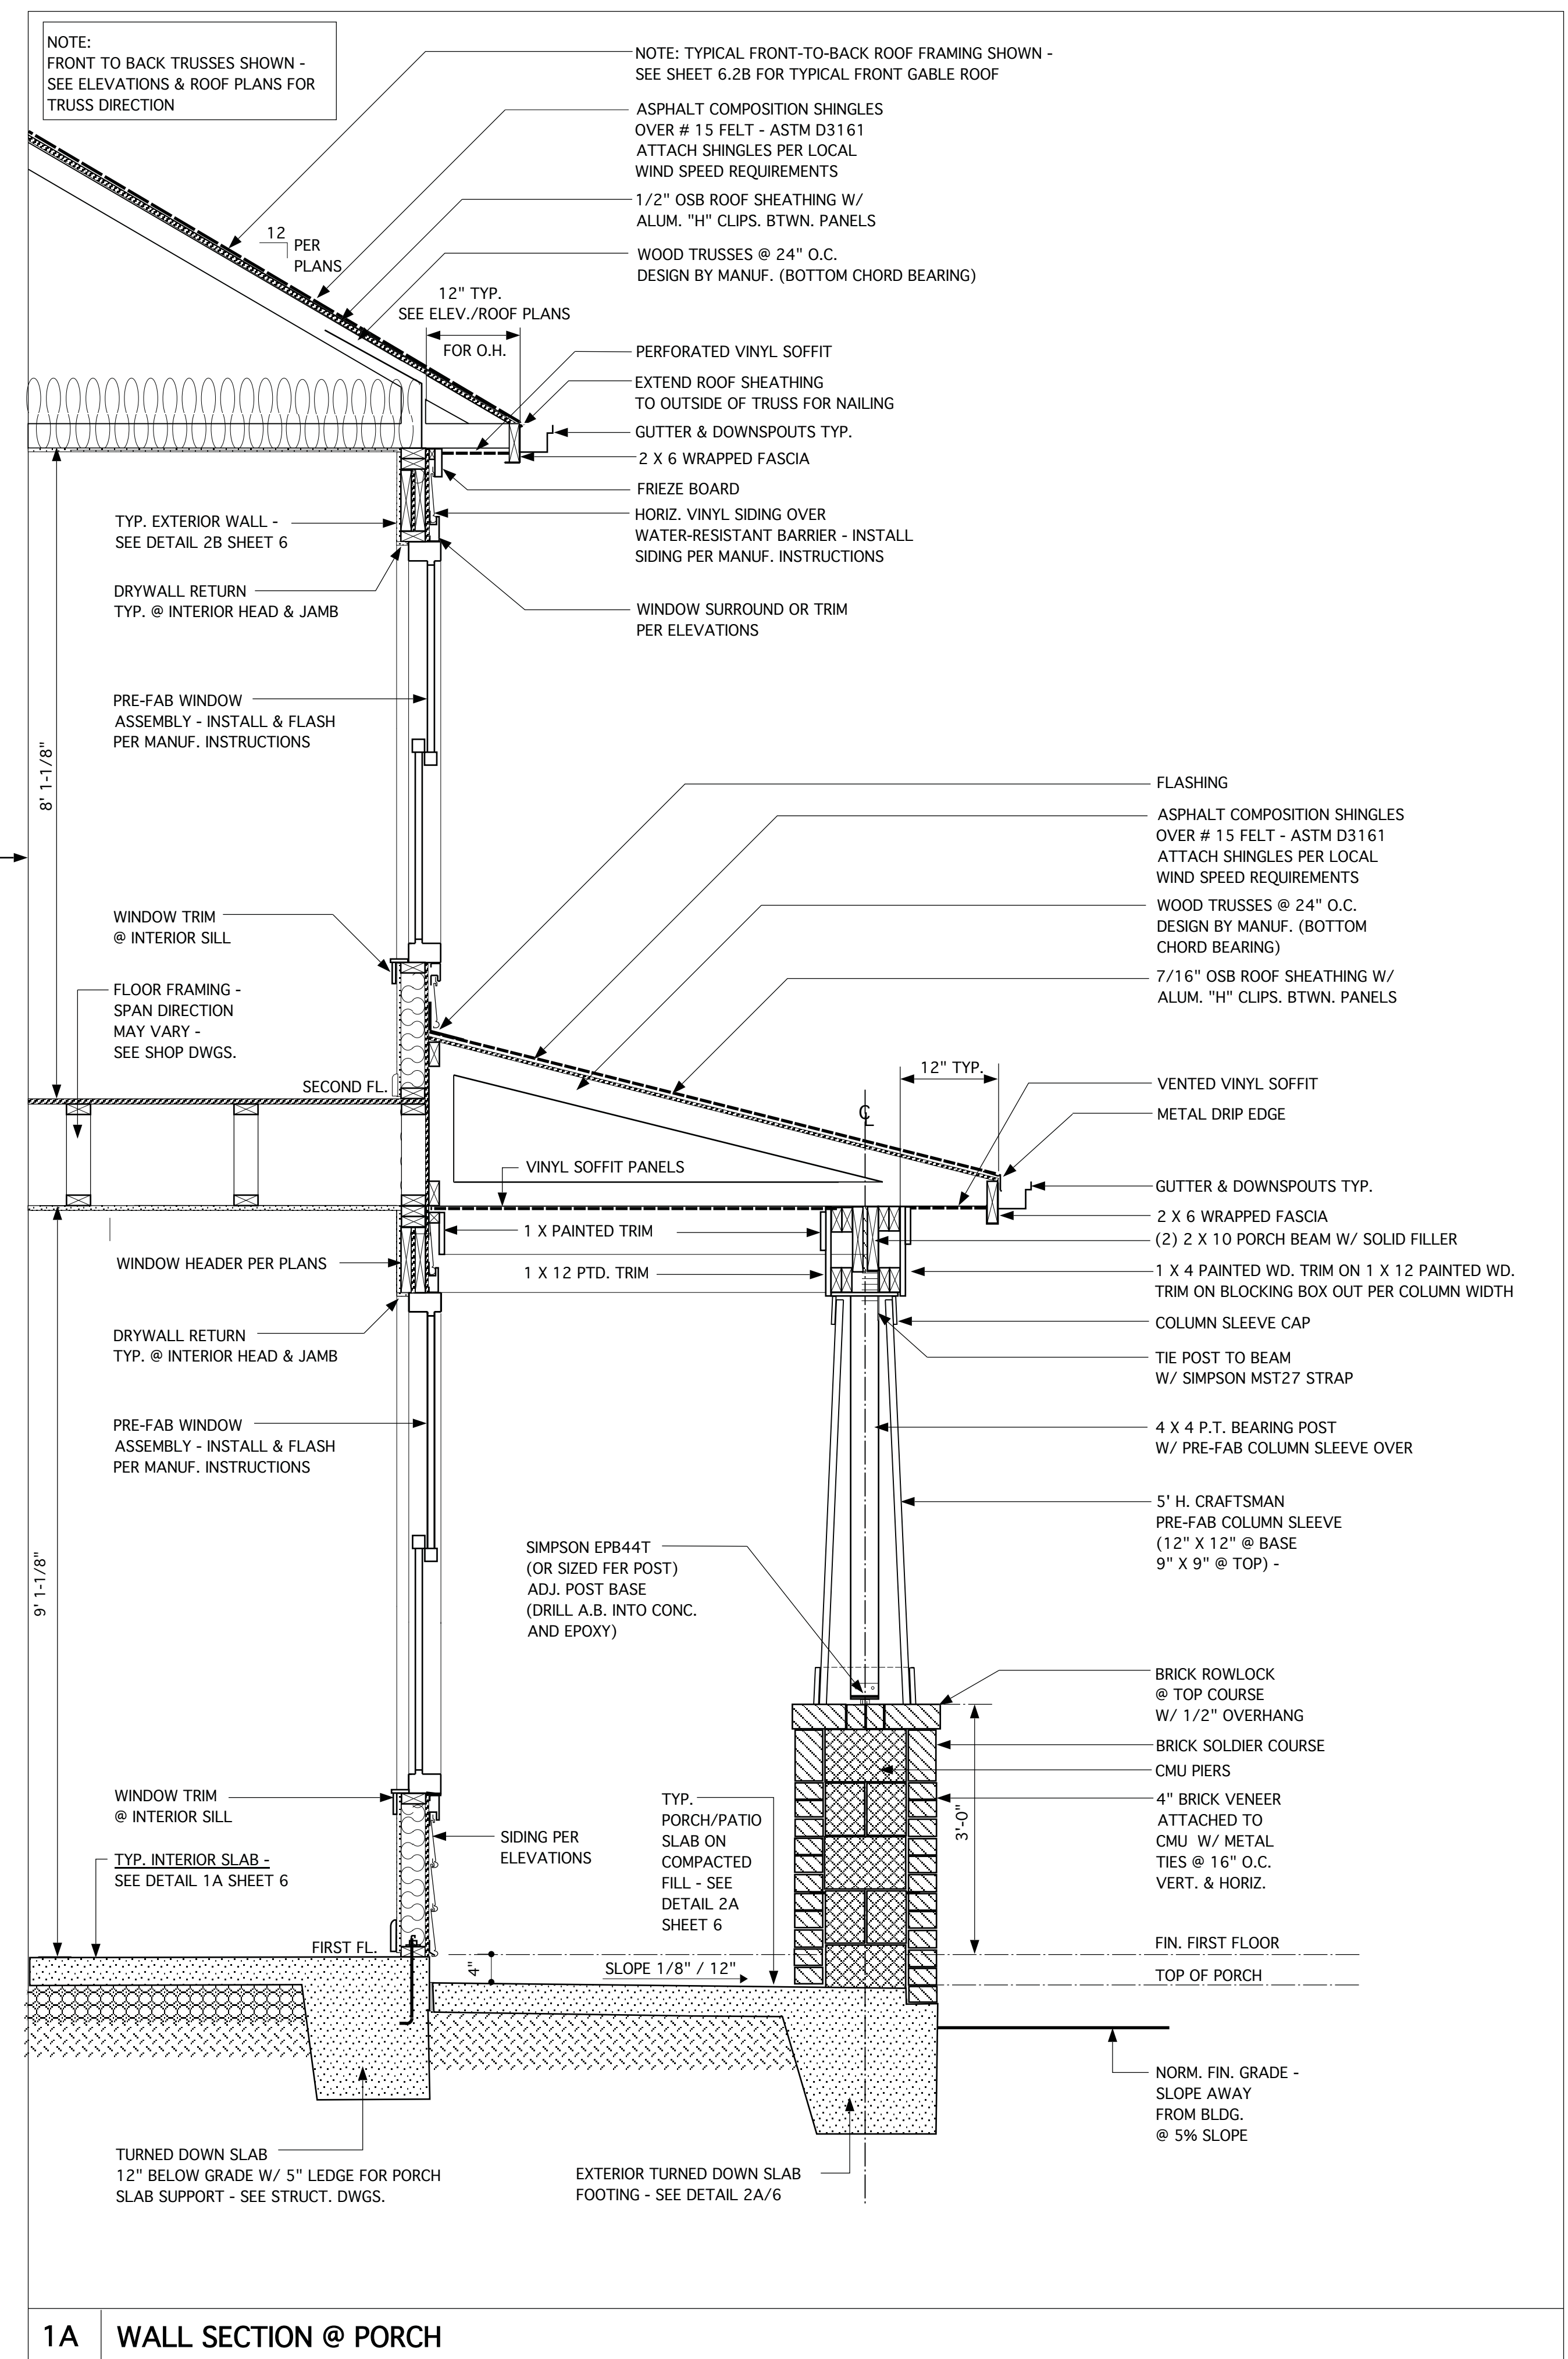 NOTE:
FRONT TO BACK TRUSSES SHOWN -
SEE ELEVATIONS & ROOF PLANS FOR
TRUSS DIRECTION
NOTE: TYPICAL FRONT-TO-BACK ROOF FRAMING SHOWN -
SEE SHEET 6.2B FOR TYPICAL FRONT GABLE ROOF
ASPHALT COMPOSITION SHINGLES
OVER # 15 FELT - ASTM D3161
ATTACH SHINGLES PER LOCAL
WIND SPEED REQUIREMENTS
1/2" OSB ROOF SHEATHING W/
ALUM. "H" CLIPS. BTWN. PANELS
12
PER
PLANS
WOOD TRUSSES @ 24" O.C.
DESIGN BY MANUF. (BOTTOM CHORD BEARING)
12" TYP.
SEE ELEV./ROOF PLANS
FOR O.H.
PERFORATED VINYL SOFFIT
EXTEND ROOF SHEATHING
TO OUTSIDE OF TRUSS FOR NAILING
GUTTER & DOWNSPOUTS TYP.
2 X 6 WRAPPED FASCIA
FRIEZE BOARD
HORIZ. VINYL SIDING OVER
WATER-RESISTANT BARRIER - INSTALL
SIDING PER MANUF. INSTRUCTIONS
WINDOW SURROUND OR TRIM
PER ELEVATIONS
TYP. EXTERIOR WALL -
SEE DETAIL 2B SHEET 6
DRYWALL RETURN
TYP. @ INTERIOR HEAD & JAMB
PRE-FAB WINDOW
ASSEMBLY - INSTALL & FLASH
PER MANUF. INSTRUCTIONS
8' 1-1/8"
WINDOW TRIM
@ INTERIOR SILL
FLOOR FRAMING -
SPAN DIRECTION
MAY VARY -
SEE SHOP DWGS.
SECOND FL.
FLASHING
ASPHALT COMPOSITION SHINGLES
OVER # 15 FELT - ASTM D3161
ATTACH SHINGLES PER LOCAL
WIND SPEED REQUIREMENTS
WOOD TRUSSES @ 24" O.C.
DESIGN BY MANUF. (BOTTOM
CHORD BEARING)
7/16" OSB ROOF SHEATHING W/
ALUM. "H" CLIPS. BTWN. PANELS
12" TYP.
CL
VENTED VINYL SOFFIT
METAL DRIP EDGE
GUTTER & DOWNSPOUTS TYP.
2 X 6 WRAPPED FASCIA
(2) 2 X 10 PORCH BEAM W/ SOLID FILLER
1 X 4 PAINTED WD. TRIM ON 1 X 12 PAINTED WD.
TRIM ON BLOCKING BOX OUT PER COLUMN WIDTH
COLUMN SLEEVE CAP
TIE POST TO BEAM
W/ SIMPSON MST27 STRAP
4 X 4 P.T. BEARING POST
W/ PRE-FAB COLUMN SLEEVE OVER
5' H. CRAFTSMAN
PRE-FAB COLUMN SLEEVE
(12" X 12" @ BASE
9" X 9" @ TOP) -
VINYL SOFFIT PANELS
1 X PAINTED TRIM
1 X 12 PTD. TRIM
WINDOW HEADER PER PLANS
DRYWALL RETURN
TYP. @ INTERIOR HEAD & JAMB
PRE-FAB WINDOW
ASSEMBLY - INSTALL & FLASH
PER MANUF. INSTRUCTIONS
9' 1-1/8"
SIMPSON EPB44T
(OR SIZED FER POST)
ADJ. POST BASE
(DRILL A.B. INTO CONC.
AND EPOXY)
BRICK ROWLOCK
@ TOP COURSE
W/ 1/2" OVERHANG
BRICK SOLDIER COURSE
CMU PIERS
4" BRICK VENEER
ATTACHED TO
CMU W/ METAL
TIES @ 16" O.C.
VERT. & HORIZ.
3'-0"
WINDOW TRIM
@ INTERIOR SILL
TYP. INTERIOR SLAB -
SEE DETAIL 1A SHEET 6
SIDING PER
ELEVATIONS
TYP.
PORCH/PATIO
SLAB ON
COMPACTED
FILL - SEE
DETAIL 2A
SHEET 6
FIRST FL.
4"
SLOPE 1/8" / 12"
FIN. FIRST FLOOR
TOP OF PORCH
NORM. FIN. GRADE -
SLOPE AWAY
FROM BLDG.
@ 5% SLOPE
TURNED DOWN SLAB
12" BELOW GRADE W/ 5" LEDGE FOR PORCH
SLAB SUPPORT - SEE STRUCT. DWGS.
EXTERIOR TURNED DOWN SLAB
FOOTING - SEE DETAIL 2A/6
1A WALL SECTION @ PORCH